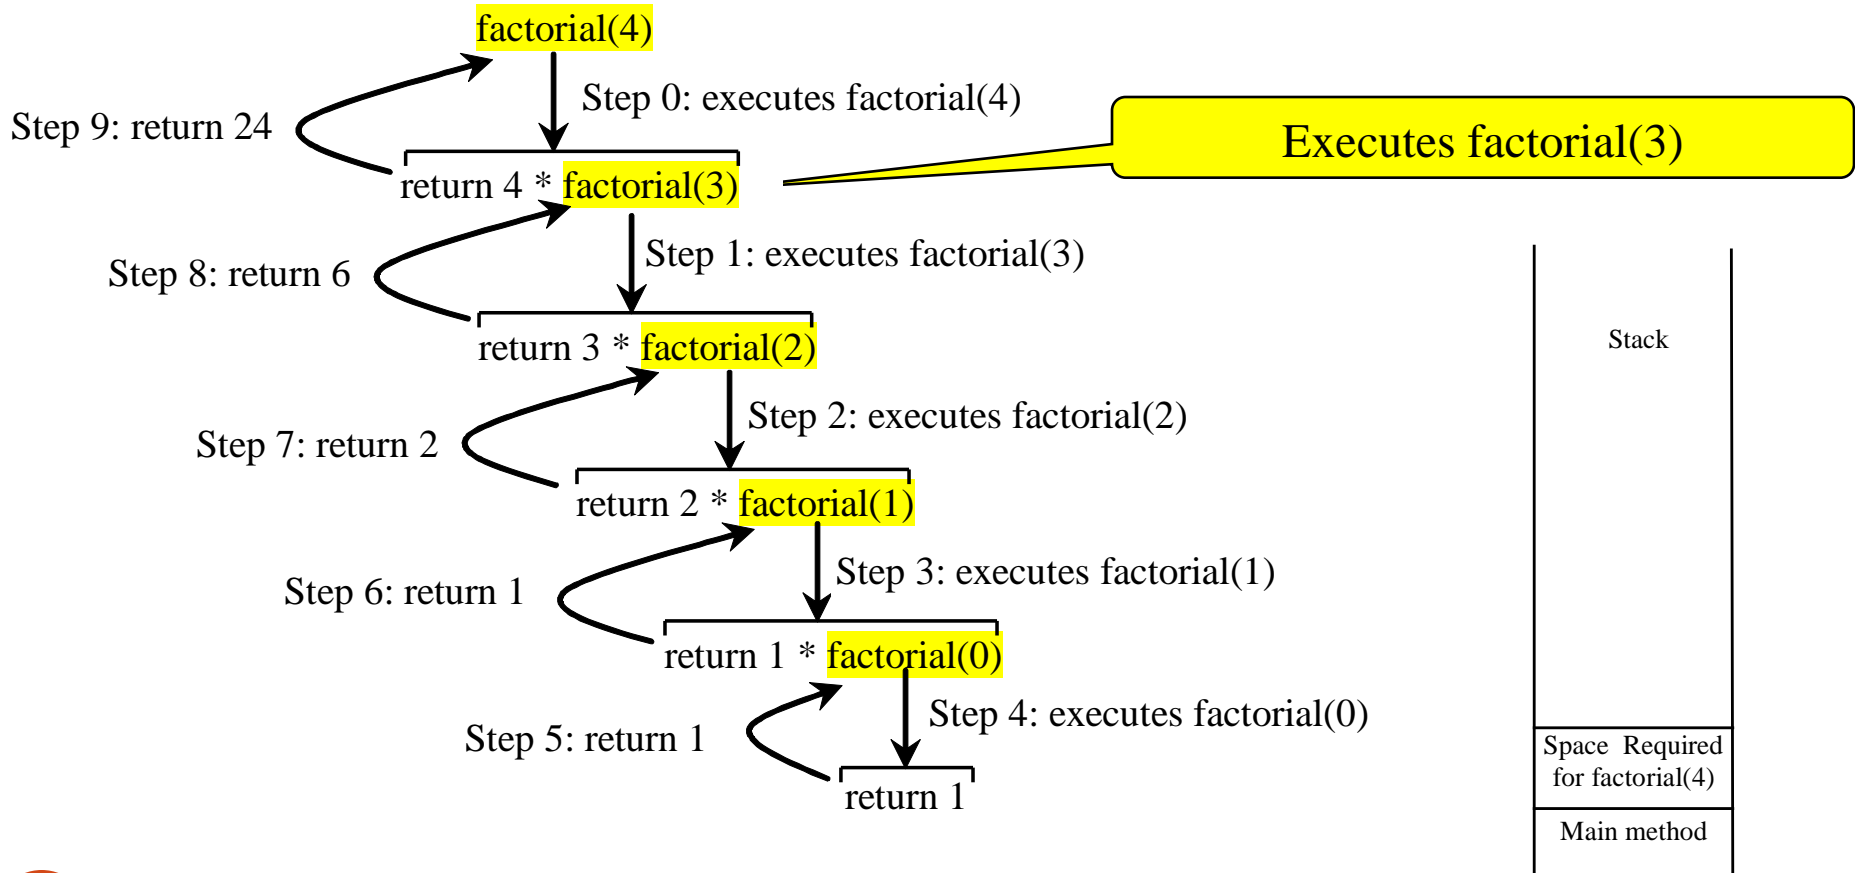 factorial(4)
Step 0: executes factorial(4)
Step 9: return 24
Executes factorial(3)
return 4 * factorial(3)
Step 1: executes factorial(3)
Step 8: return 6
Stack
return 3 * factorial(2)
Step 2: executes factorial(2)
Step 7: return 2
return 2 * factorial(1)
Step 3: executes factorial(1)
Step 6: return 1
return 1 * factorial(0)
Step 4: executes factorial(0)
Step 5: return 1
Space Required
for factorial(4)
return 1
Main method